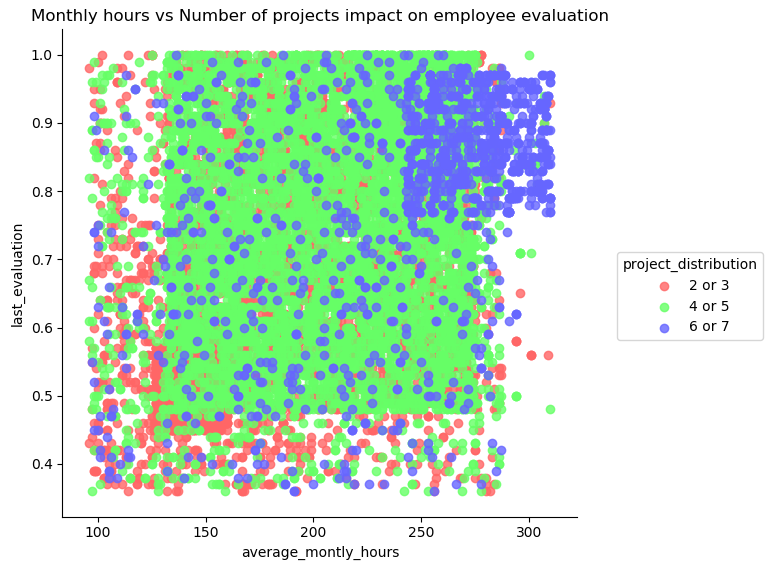 Monthly hours vs Number of projects impact on employee evaluation
1.0
0.9
0.8
0.7
0.6
0.5
0.4
last_evaluation
100 150 200 250 300
average_montly_hours
project_distribution
2 or 3
4 or 5
6 or 7